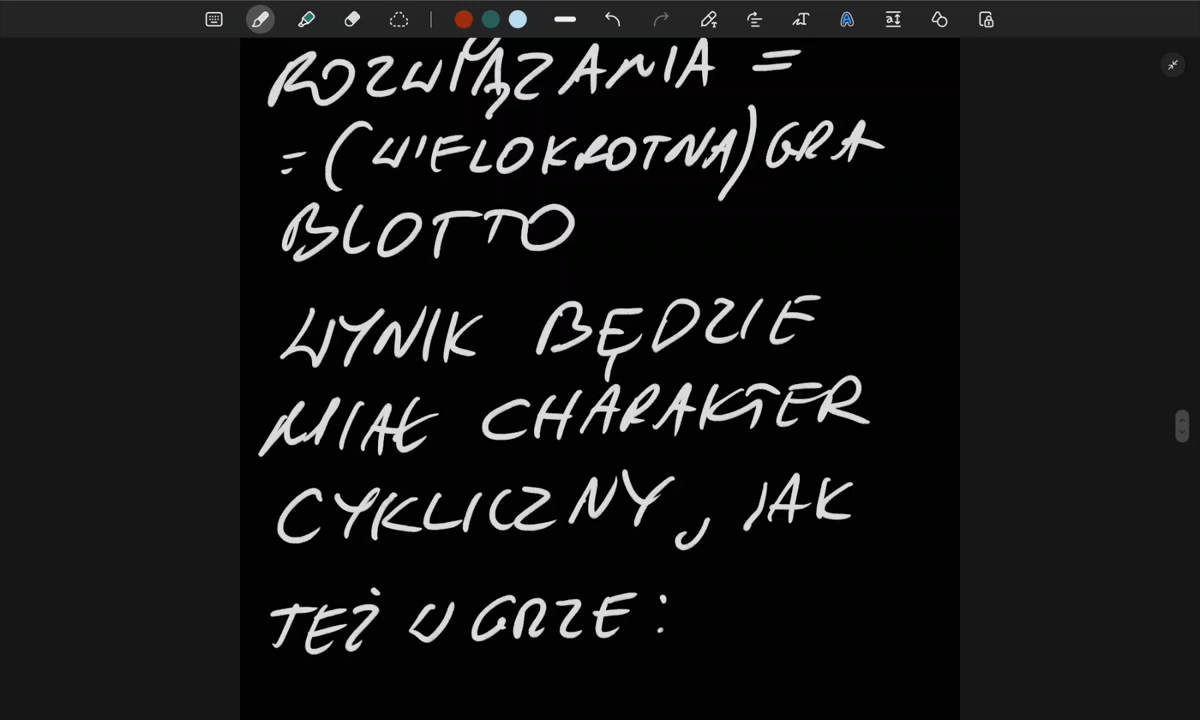 ROZWIĄZANIA =
= (WIELOKROTNA) GRA
BLOTTO
WYNIK BĘDZIE
MIAŁ CHARAKTER
CYKLICZNY, JAK
TEŻ W GRZE: